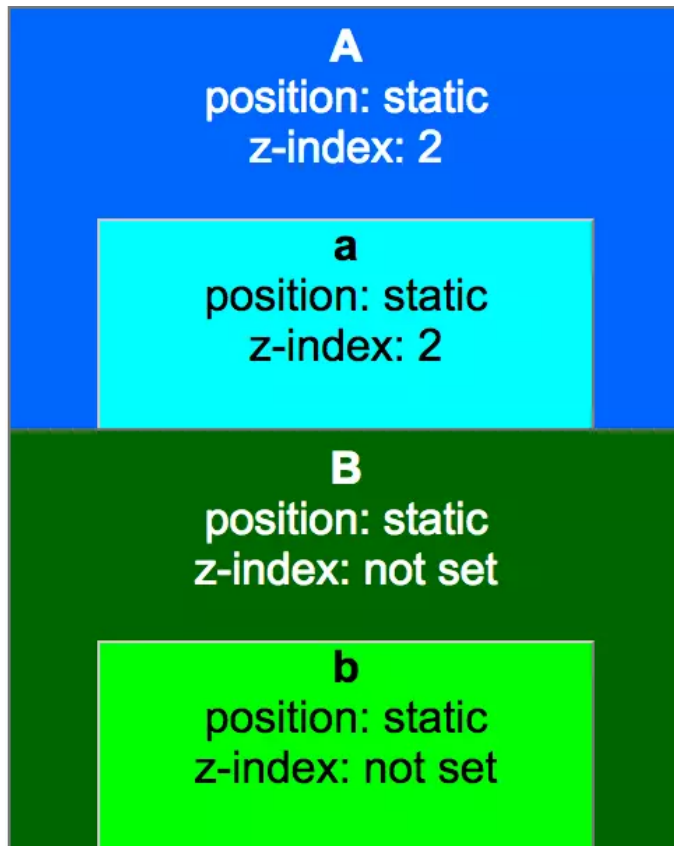 A
position: static
z-index: 2
a
position: static
z-index: 2
B
position: static
z-index: not set
b
position: static
z-index: not set